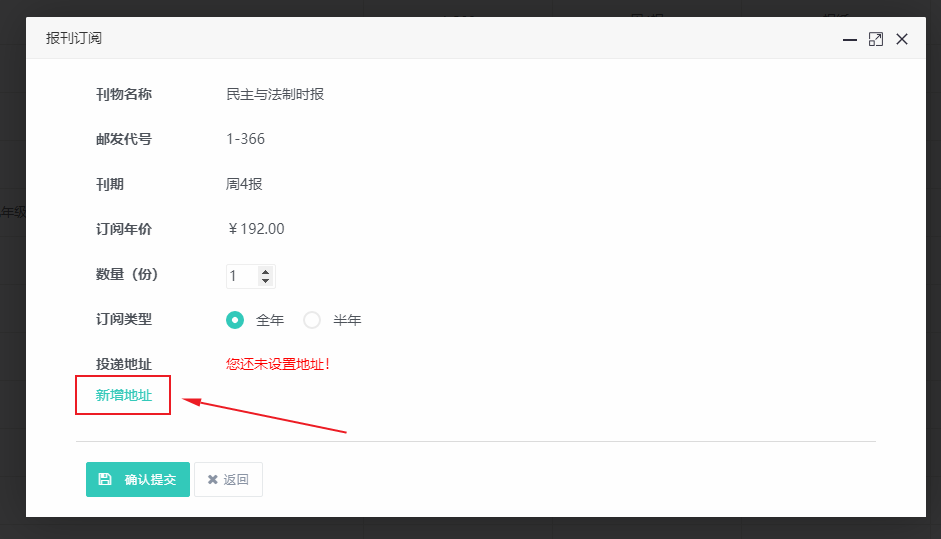 报刊订阅
刊物名称 民主与法制时报
邮发代号 1-366
刊期 周4报
订阅年价 ￥192.00
数量（份） 1
订阅类型 全年 半年
投递地址 您还未设置地址！
新增地址
确认提交 返回
年级